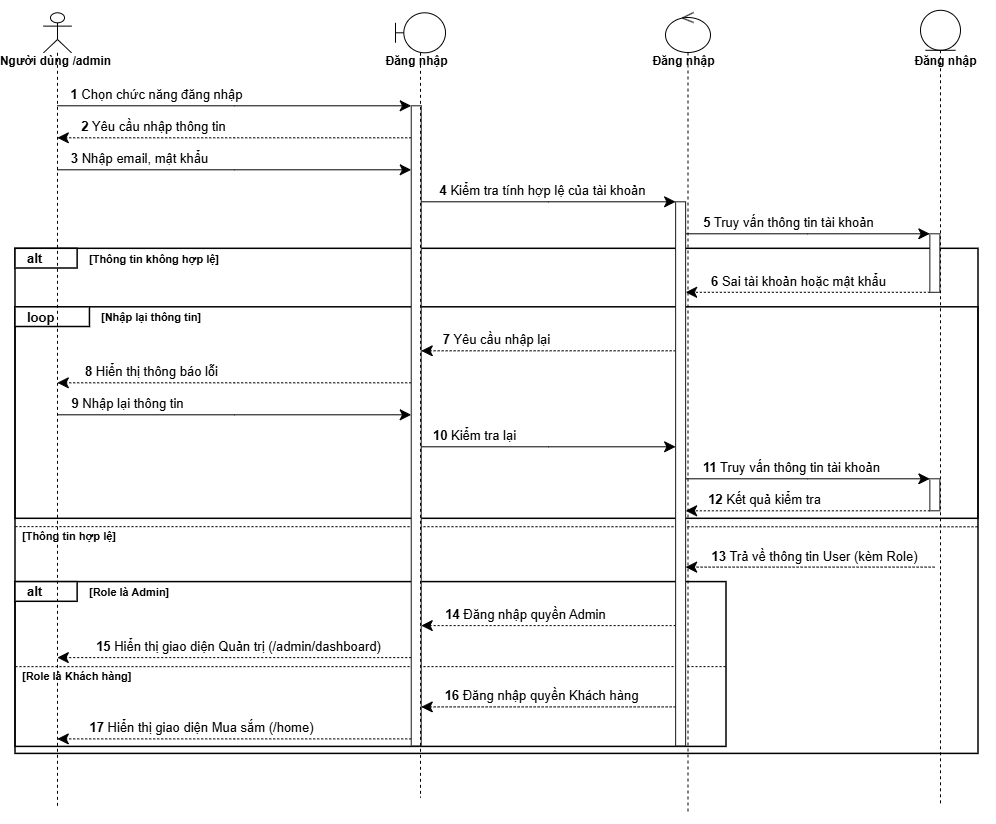 Người dùng /admin
Đăng nhập
Đăng nhập
Đăng nhập
1 Chọn chức năng đăng nhập
2 Yêu cầu nhập thông tin
3 Nhập email, mật khẩu
4 Kiểm tra tính hợp lệ của tài khoản
5 Truy vấn thông tin tài khoản
alt [Thông tin không hợp lệ]
6 Sai tài khoản hoặc mật khẩu
loop [Nhập lại thông tin]
7 Yêu cầu nhập lại
8 Hiển thị thông báo lỗi
9 Nhập lại thông tin
10 Kiểm tra lại
11 Truy vấn thông tin tài khoản
12 Kết quả kiểm tra
[Thông tin hợp lệ]
13 Trả về thông tin User (kèm Role)
alt [Role là Admin]
14 Đăng nhập quyền Admin
15 Hiển thị giao diện Quản trị (/admin/dashboard)
[Role là Khách hàng]
16 Đăng nhập quyền Khách hàng
17 Hiển thị giao diện Mua sắm (/home)